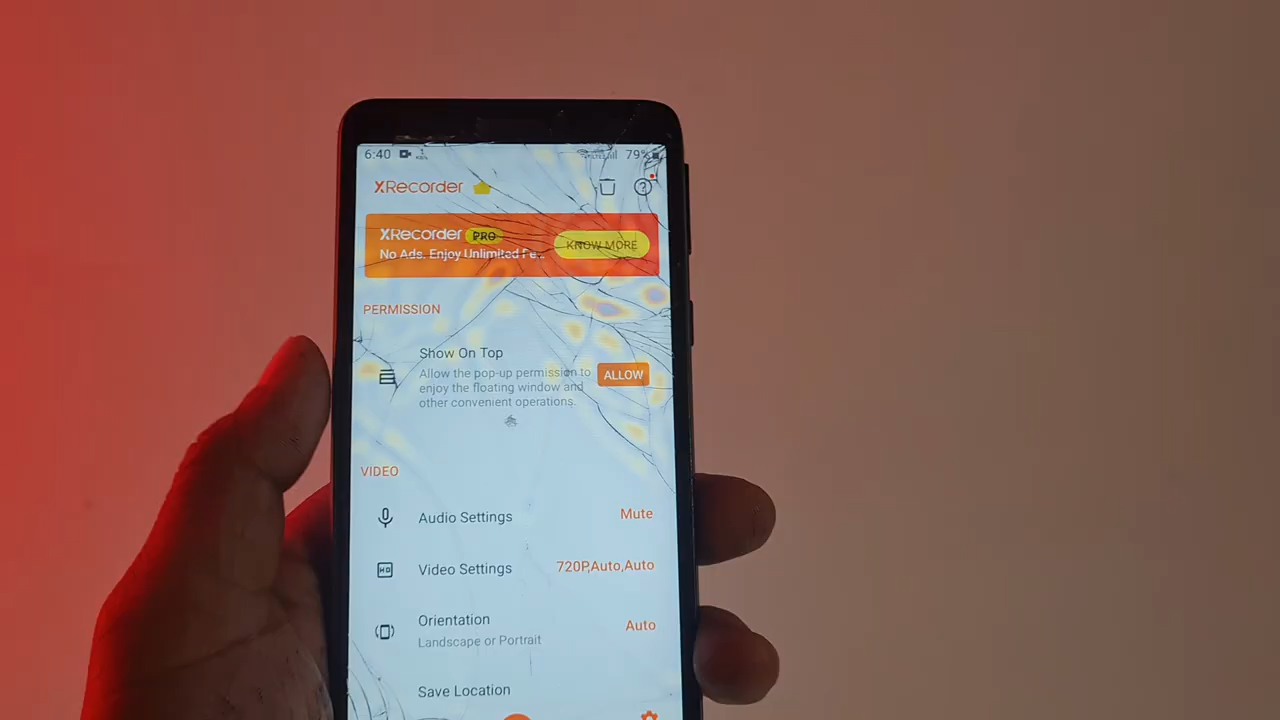 6:40
79%
XRecorder
XRecorder PRO
No Ads. Enjoy Unlimited Fe...
KNOW MORE
PERMISSION
Show On Top
Allow the pop-up permission to
enjoy the floating window and
other convenient operations.
ALLOW
VIDEO
Audio Settings
Mute
HD
Video Settings
720P,Auto,Auto
Orientation
Auto
Landscape or Portrait
Save Location